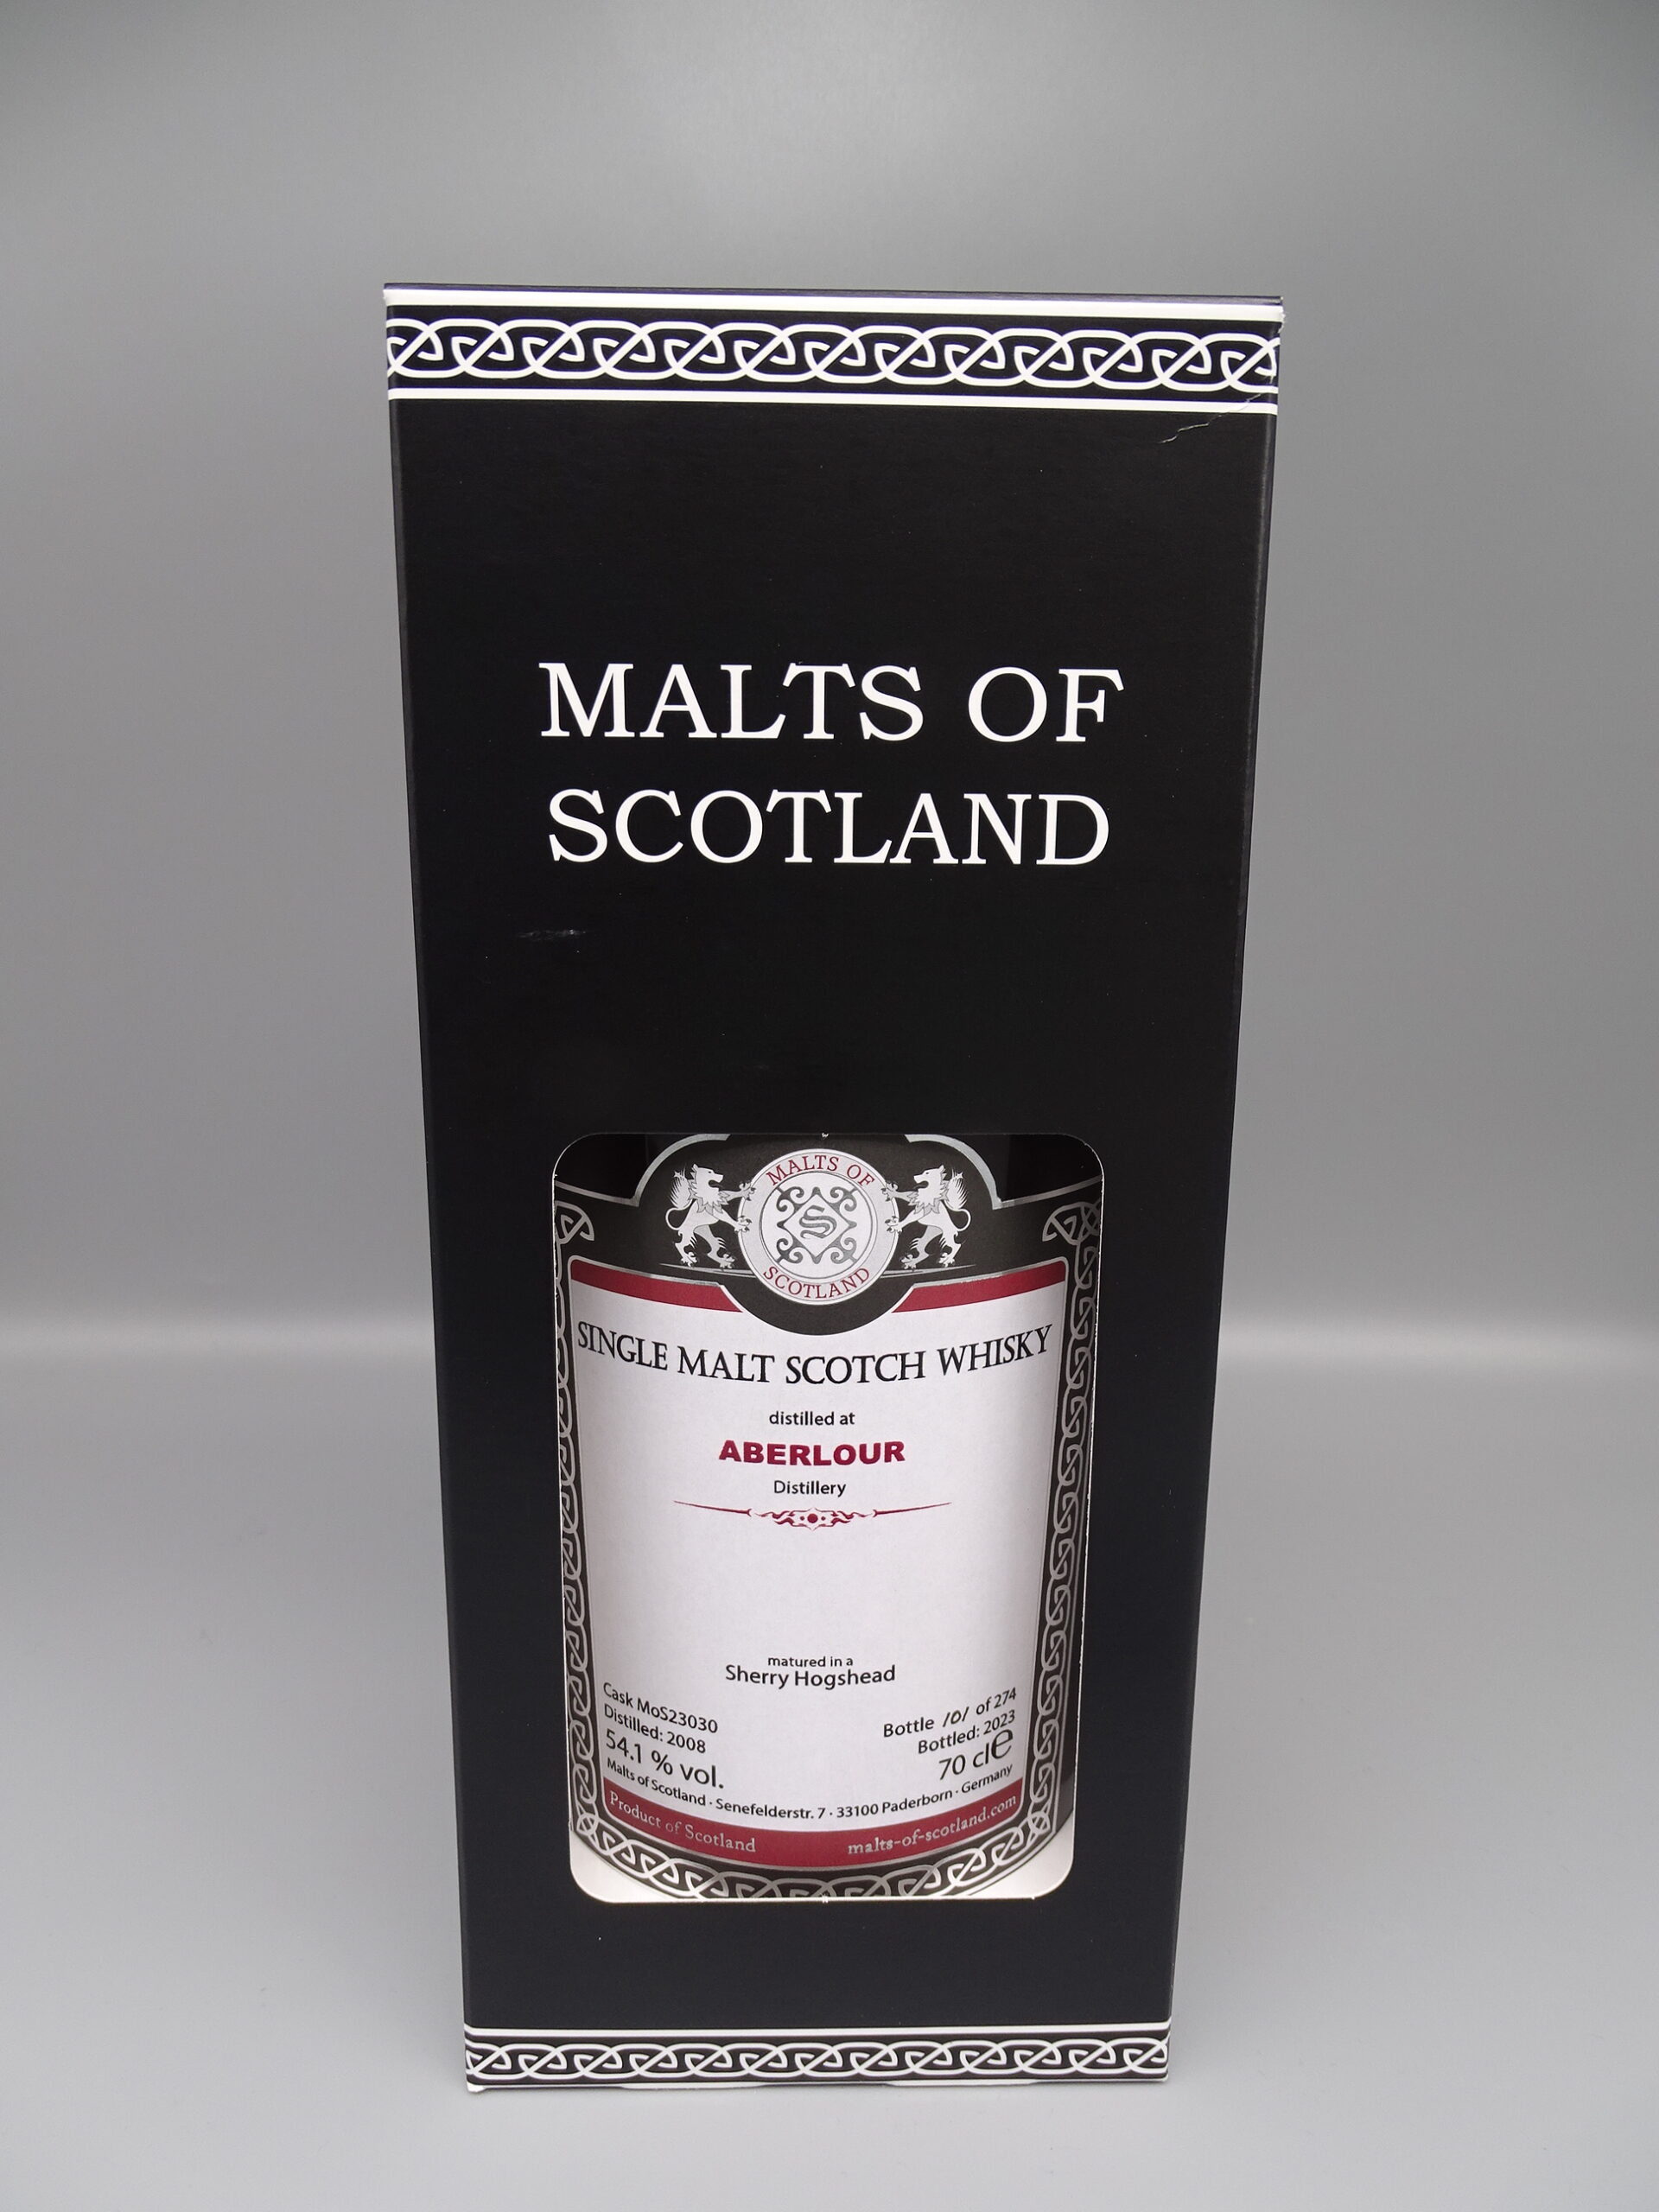 MALTS OF
SCOTLAND
MALTS OF
S
SCOTLAND
SINGLE MALT SCOTCH WHISKY
distilled at
ABERLOUR
Distillery
matured in a
Sherry Hogshead
Cask MoS23030
Distilled: 2008
54.1 % vol.
Bottle 101 of 274
Bottled: 2023
70 cl e
Malts of Scotland · Senefelderstr. 7 · 33100 Paderborn · Germany
Product of Scotland
malts-of-scotland.com